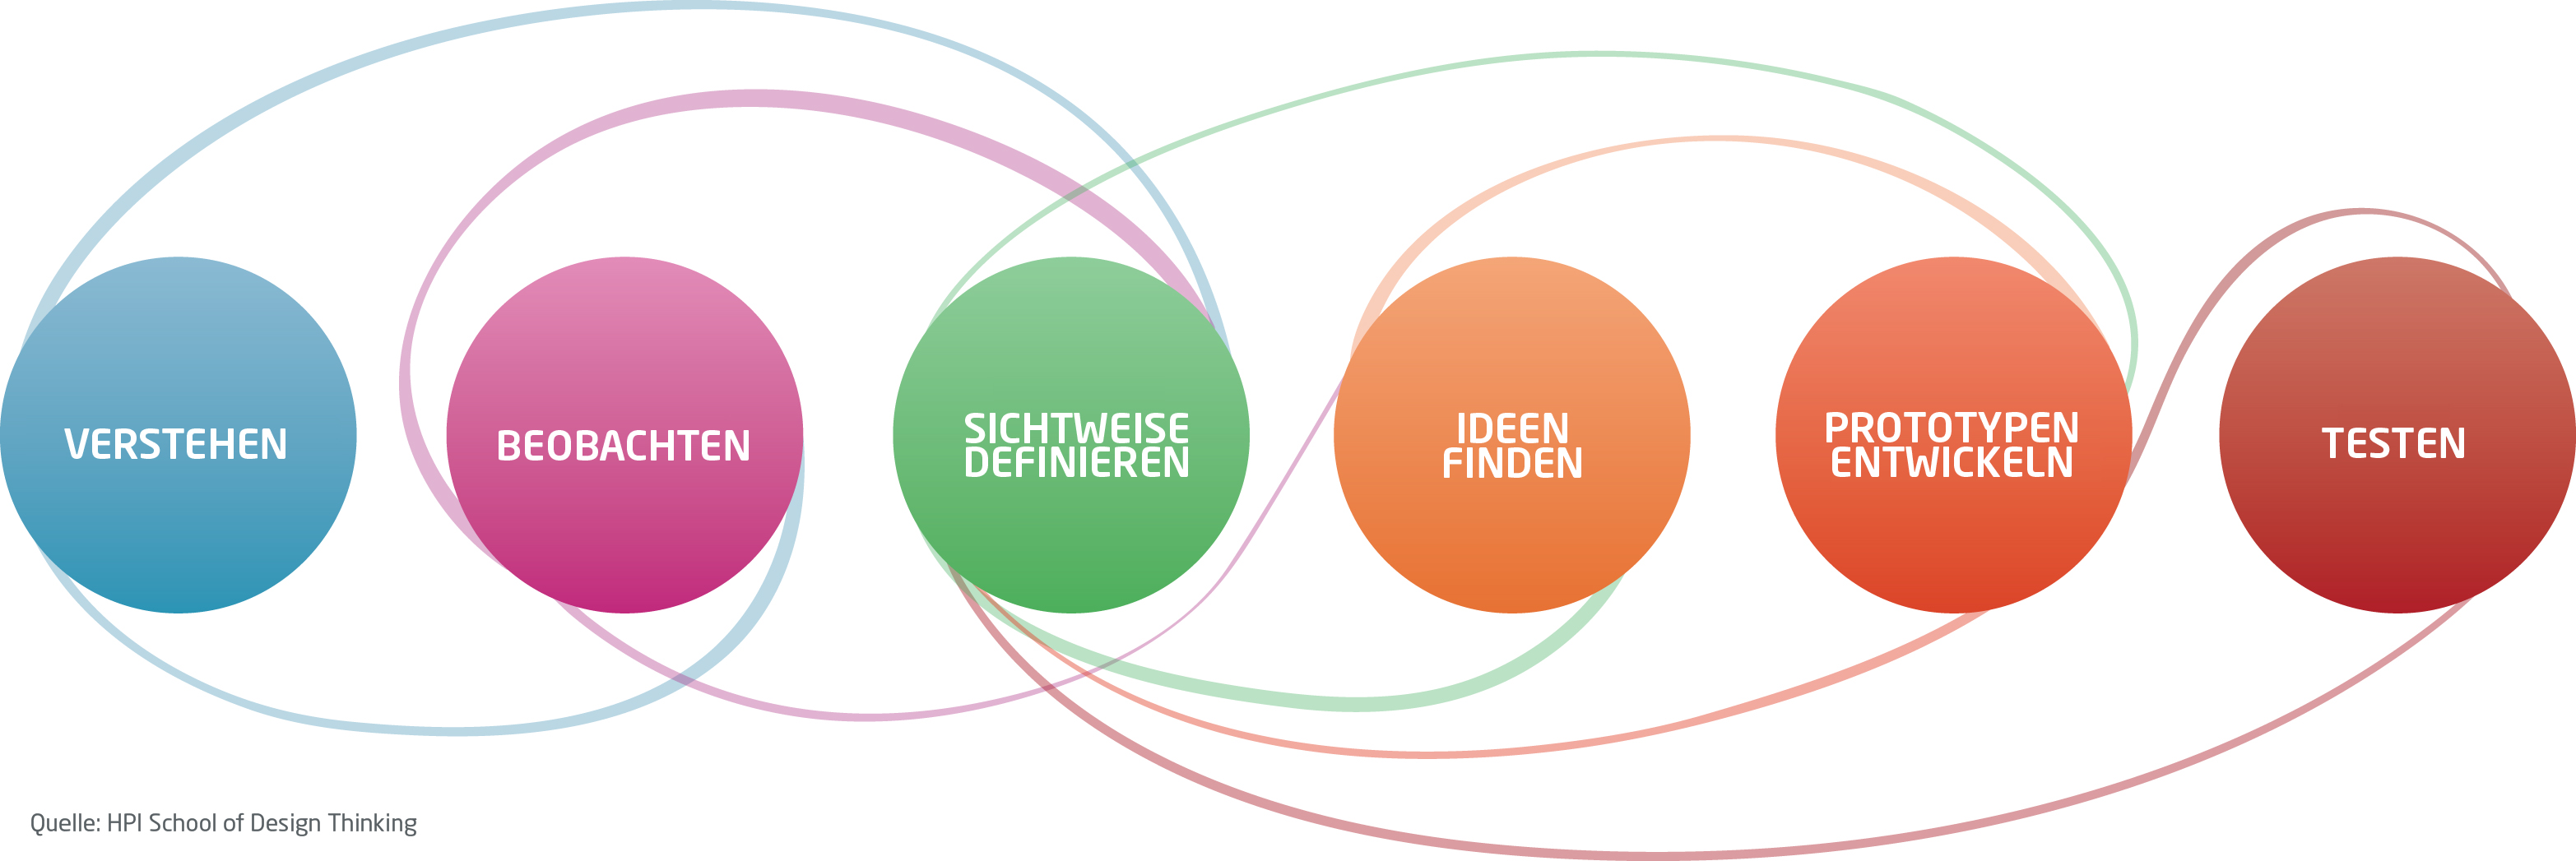 VERSTEHEN
BEOBACHTEN
SICHTWEISE
DEFINIEREN
IDEEN
FINDEN
PROTOTYPEN
ENTWICKELN
TESTEN
Quelle: HPI School of Design Thinking